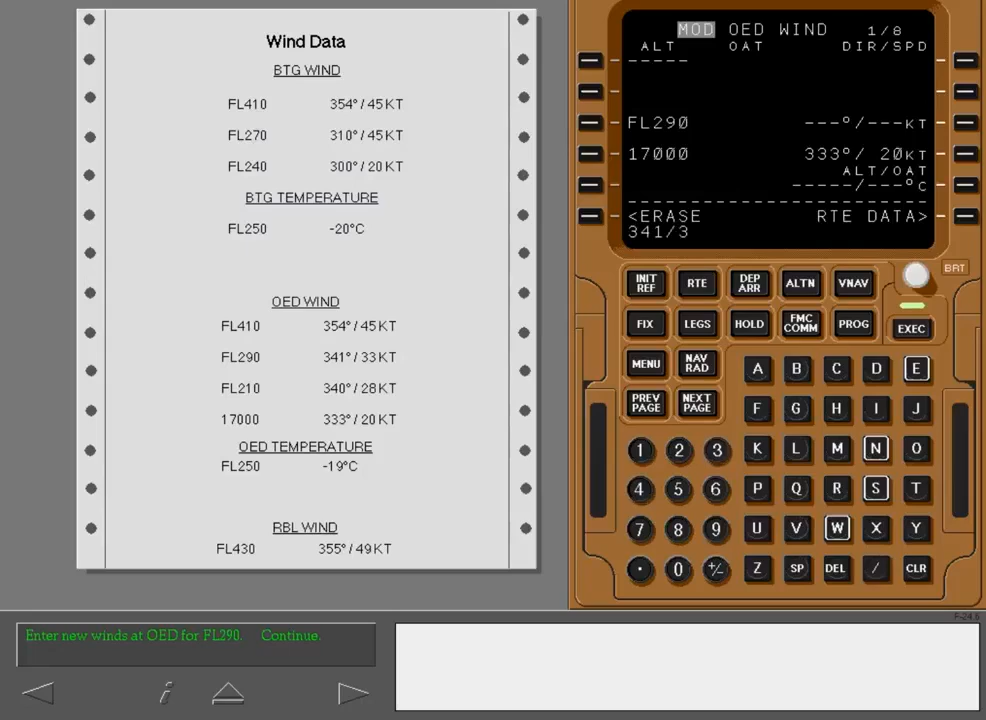 Wind Data
BTG WIND
FL410 354°/ 45 KT
FL270 310°/ 45 KT
FL240 300°/ 20 KT
BTG TEMPERATURE
FL250 -20°C
OED WIND
FL410 354°/ 45 KT
FL290 341°/ 33 KT
FL210 340°/ 28 KT
17000 333°/ 20 KT
OED TEMPERATURE
FL250 -19°C
RBL WIND
FL430 355°/ 49 KT
MOD OED WIND 1/8
ALT OAT DIR/SPD
-----
FL290 ---°/---KT
17000 333°/ 20KT
ALT/OAT
-----/---°C
<ERASE RTE DATA>
341/3
BRT
INIT REF RTE DEP ARR ALTN VNAV
FIX LEGS HOLD FMC COMM PROG EXEC
MENU NAV RAD
PREV PAGE NEXT PAGE
A B C D E
F G H I J
K L M N O
P Q R S T
U V W X Y
Z SP DEL / CLR
1 2 3
4 5 6
7 8 9
. 0 +/-
Enter new winds at OED for FL290. Continue.
i
F-24.6